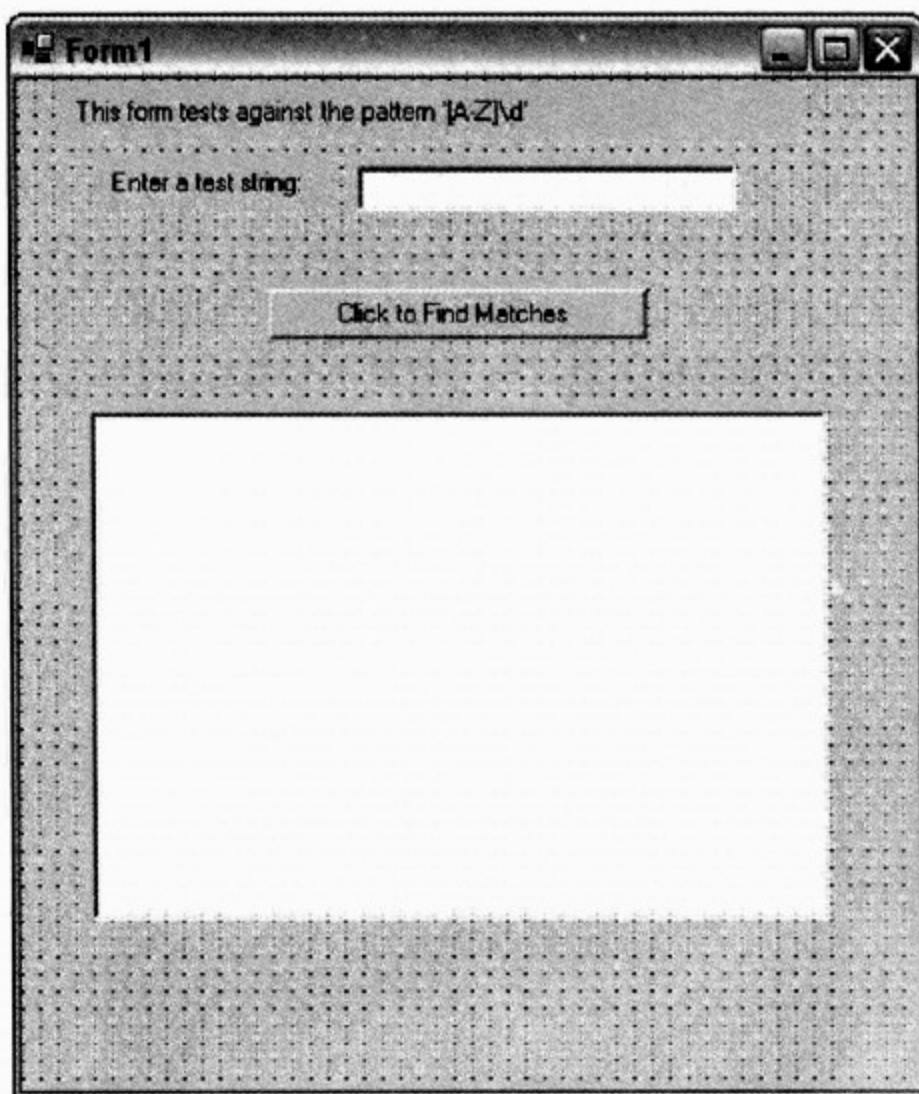 Form1
This form tests against the pattern '[A-Z]\d'
Enter a test string:
Click to Find Matches